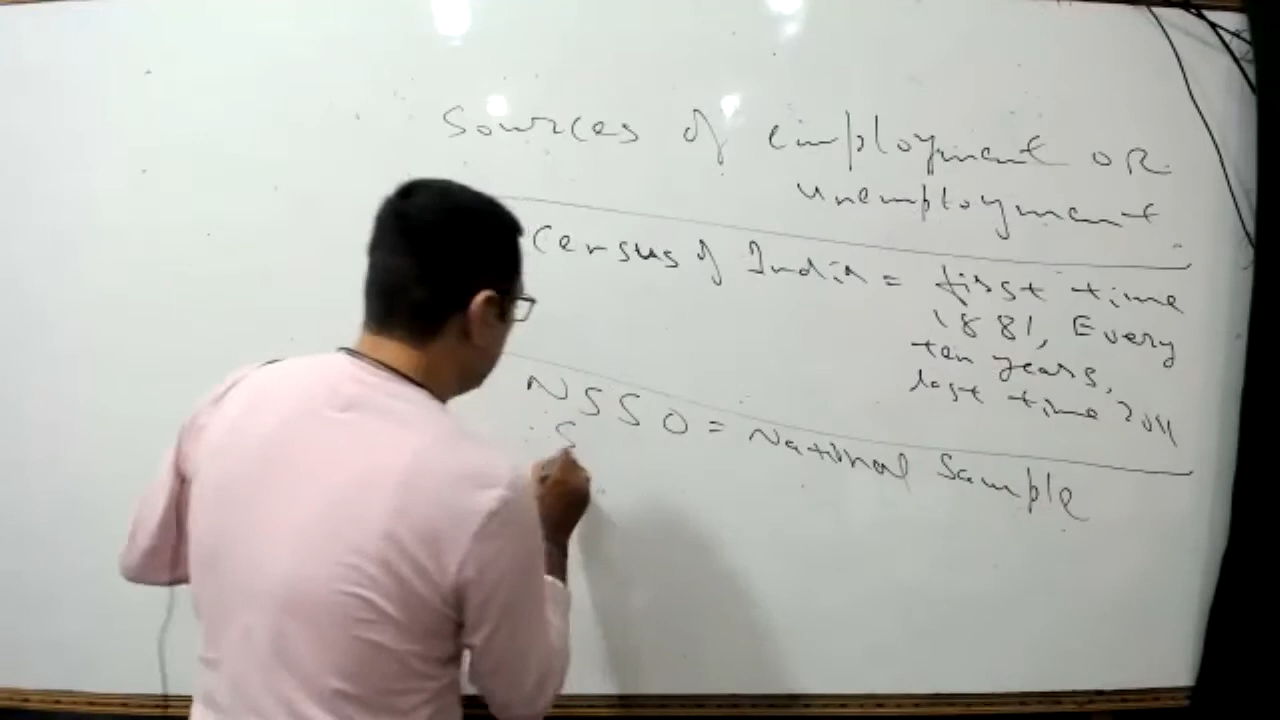 Sources of employment OR
unemployment
Census of India = first time
1881, Every
ten years,
last time 2011
NSSO = National Sample
S